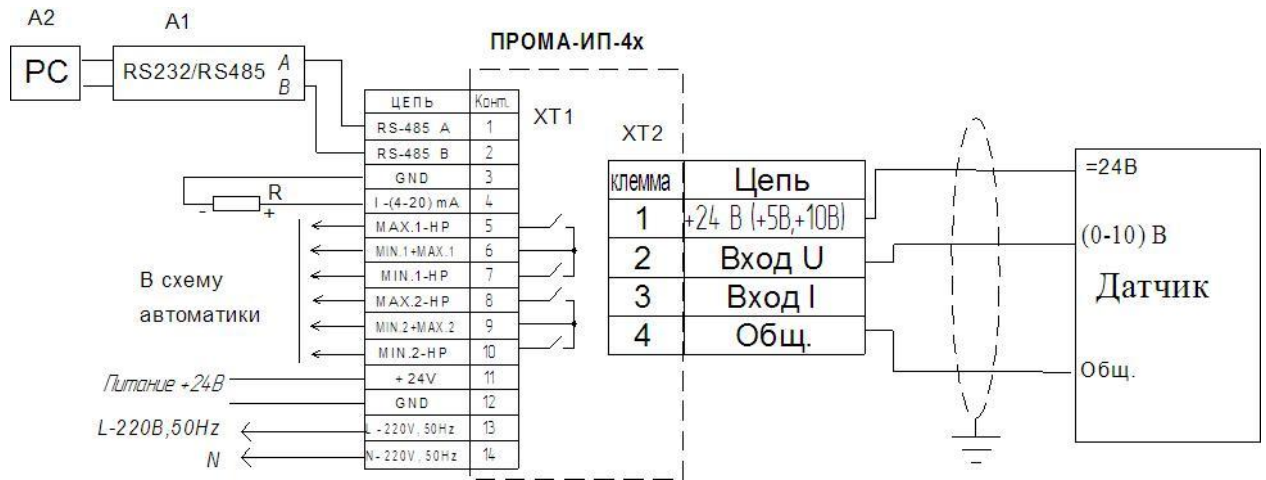 A2
A1
ПРОМА-ИП-4х
PC
RS232/RS485
A
B
XT1
ЦЕПЬ Конт.
RS-485 A 1
RS-485 B 2
GND 3
I -(4-20) mA 4
MAX.1-НР 5
MIN.1+MAX.1 6
MIN.1-НР 7
MAX.2-НР 8
MIN.2+MAX.2 9
MIN.2-НР 10
+24V 11
GND 12
L -220V, 50Hz 13
N- 220V, 50Hz 14
R
- +
В схему
автоматики
Питание +24В
L-220В,50Hz
N
XT2
клемма Цепь
1 +24 В (+5В,+10В)
2 Вход U
3 Вход I
4 Общ.
=24В
(0-10) В
Датчик
Общ.